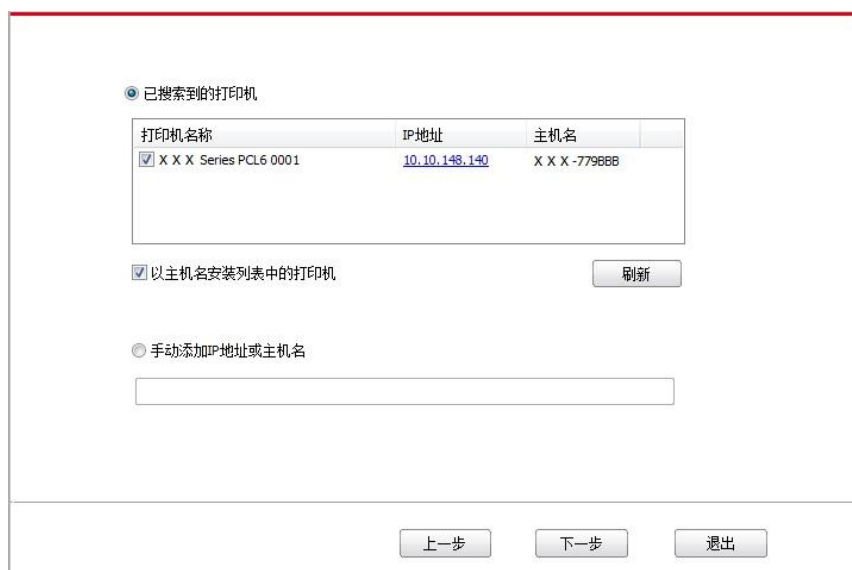 已搜索到的打印机
打印机名称 IP地址 主机名
X X X Series PCL6 0001 10.10.148.140 X X X -779BBB
以主机名安装列表中的打印机 刷新
手动添加IP地址或主机名
上一步 下一步 退出